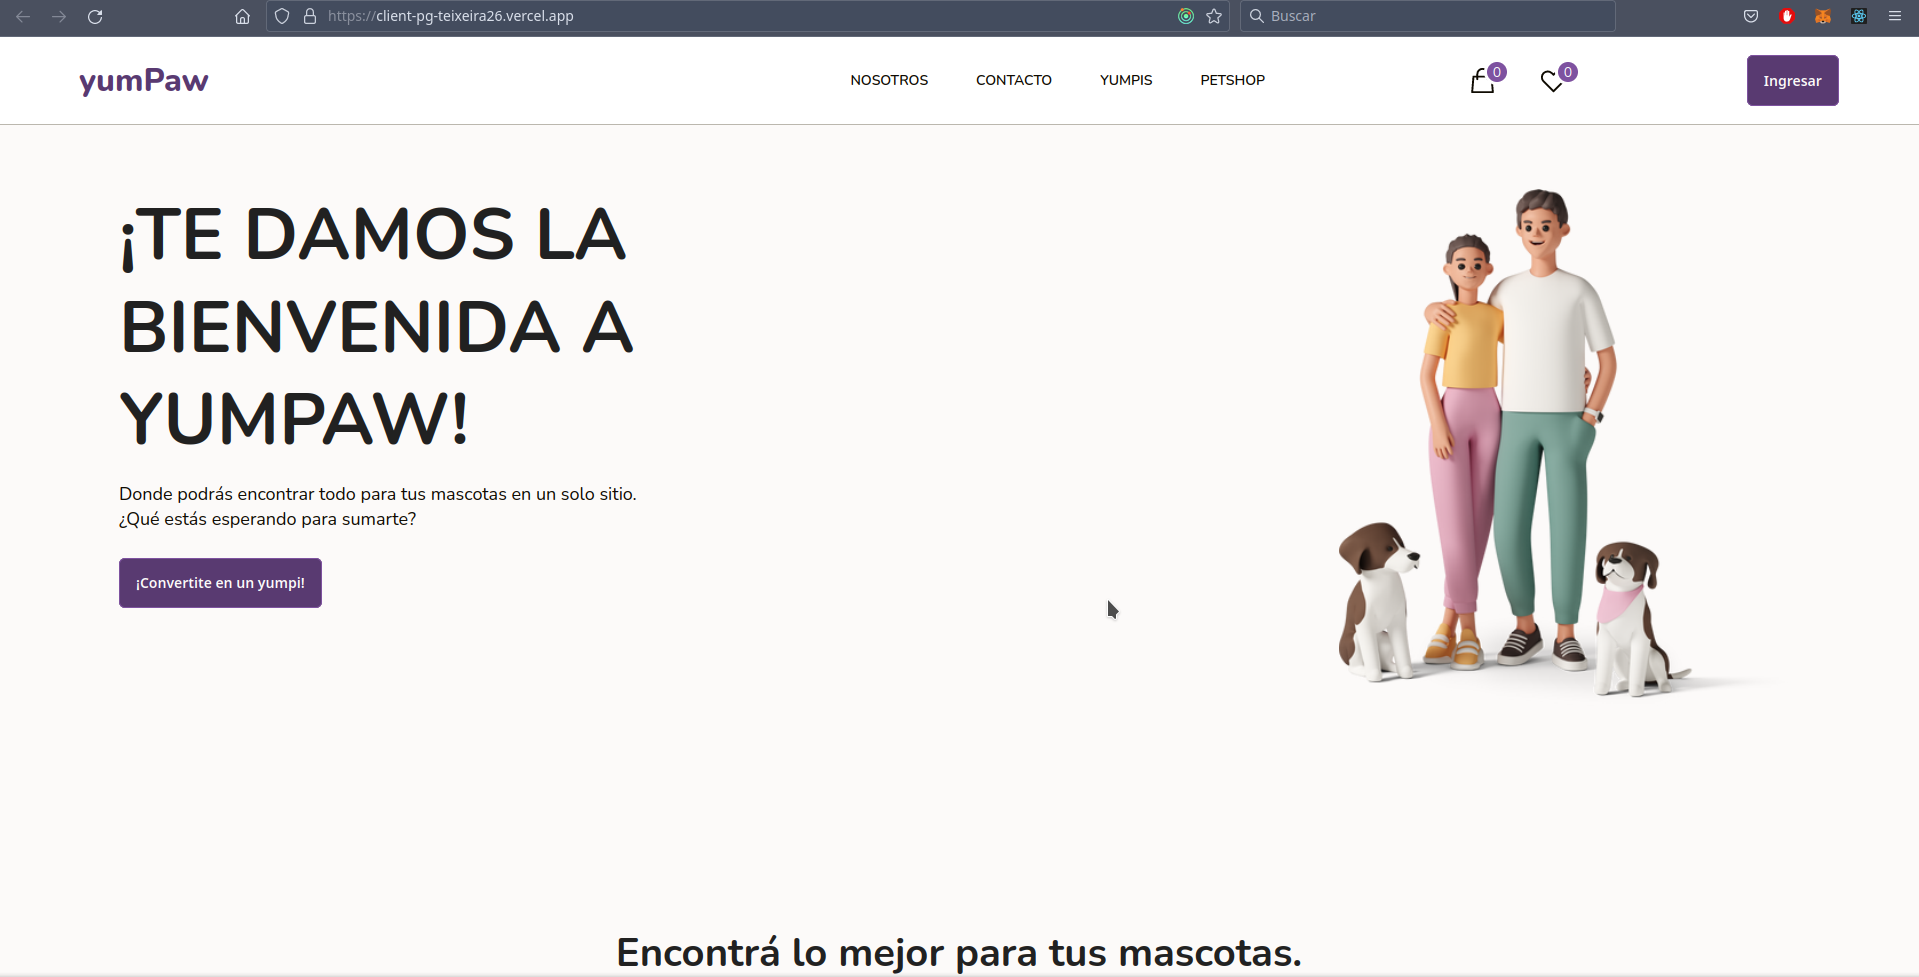 https://client-pg-teixeira26.vercel.app
Buscar
yumPaw
NOSOTROS CONTACTO YUMPIS PETSHOP 0 0 Ingresar
¡TE DAMOS LA
BIENVENIDA A
YUMPAW!
Donde podrás encontrar todo para tus mascotas en un solo sitio.
¿Qué estás esperando para sumarte?
¡Convertite en un yumpi!
Encontrá lo mejor para tus mascotas.